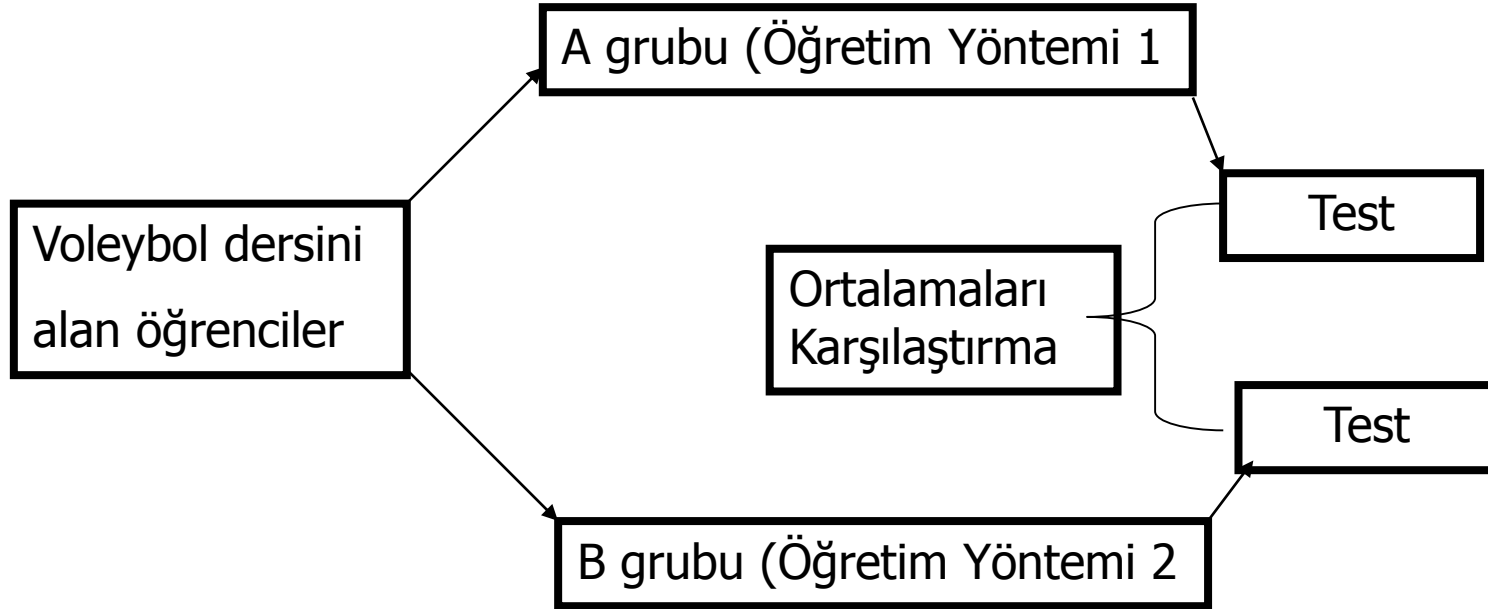 A grubu (Öğretim Yöntemi 1
Voleybol dersini
alan öğrenciler
Test
Ortalamaları
Karşılaştırma
Test
B grubu (Öğretim Yöntemi 2